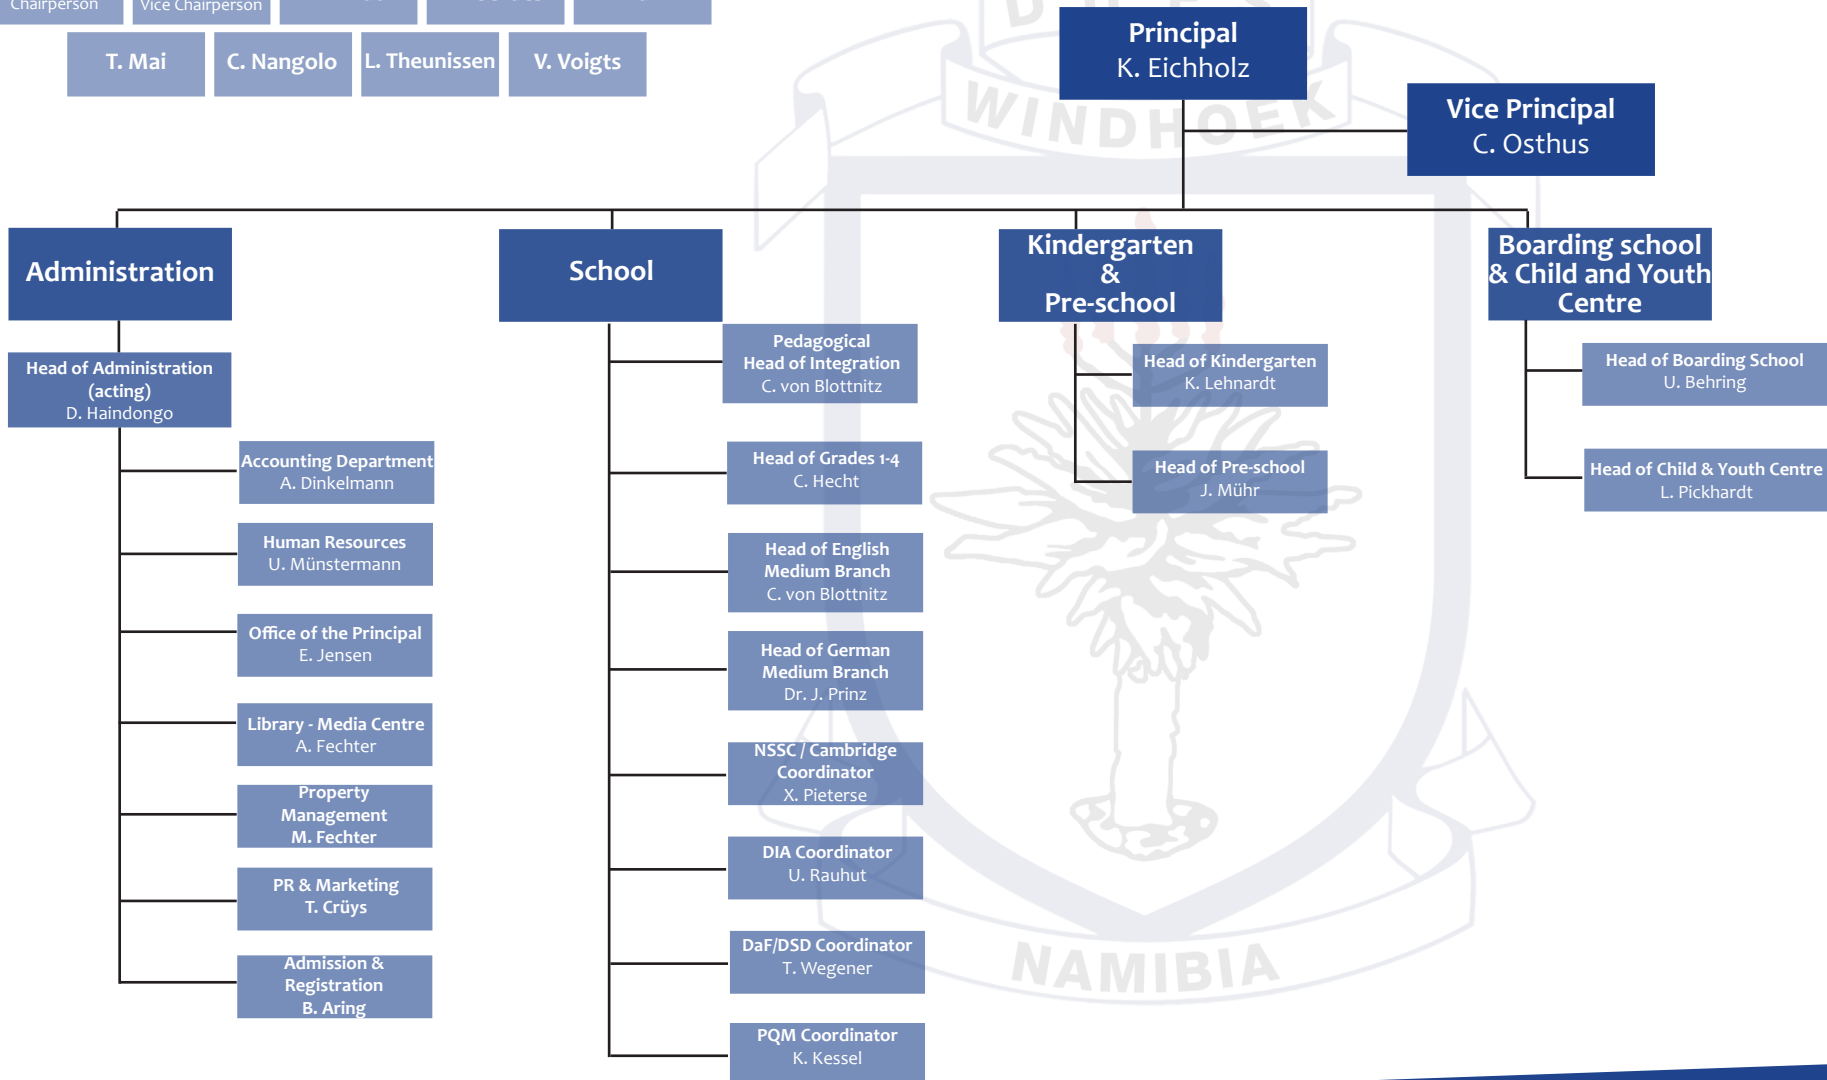 Chairperson
Vice Chairperson
T. Mai
C. Nangolo
L. Theunissen
V. Voigts
WINDHOEK
NAMIBIA
Principal
K. Eichholz
Vice Principal
C. Osthus
Administration
Head of Administration
(acting)
D. Haindongo
Accounting Department
A. Dinkelmann
Human Resources
U. Münstermann
Office of the Principal
E. Jensen
Library - Media Centre
A. Fechter
Property
Management
M. Fechter
PR & Marketing
T. Crüys
Admission &
Registration
B. Aring
School
Pedagogical
Head of Integration
C. von Blottnitz
Head of Grades 1-4
C. Hecht
Head of English
Medium Branch
C. von Blottnitz
Head of German
Medium Branch
Dr. J. Prinz
NSSC / Cambridge
Coordinator
X. Pieterse
DIA Coordinator
U. Rauhut
DaF/DSD Coordinator
T. Wegener
PQM Coordinator
K. Kessel
Kindergarten
&
Pre-school
Head of Kindergarten
K. Lehnardt
Head of Pre-school
J. Mühr
Boarding school
& Child and Youth
Centre
Head of Boarding School
U. Behring
Head of Child & Youth Centre
L. Pickhardt